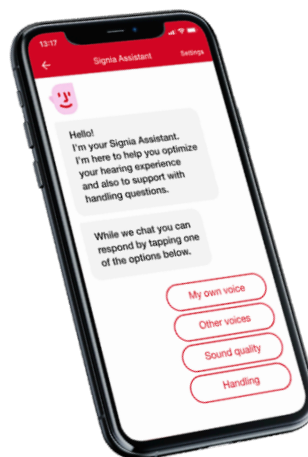 13:17
Signia Assistant
Settings
Hello!
I'm your Signia Assistant.
I'm here to help you optimize
your hearing experience
and also to support with
handling questions.
While we chat you can
respond by tapping one
of the options below.
My own voice
Other voices
Sound quality
Handling